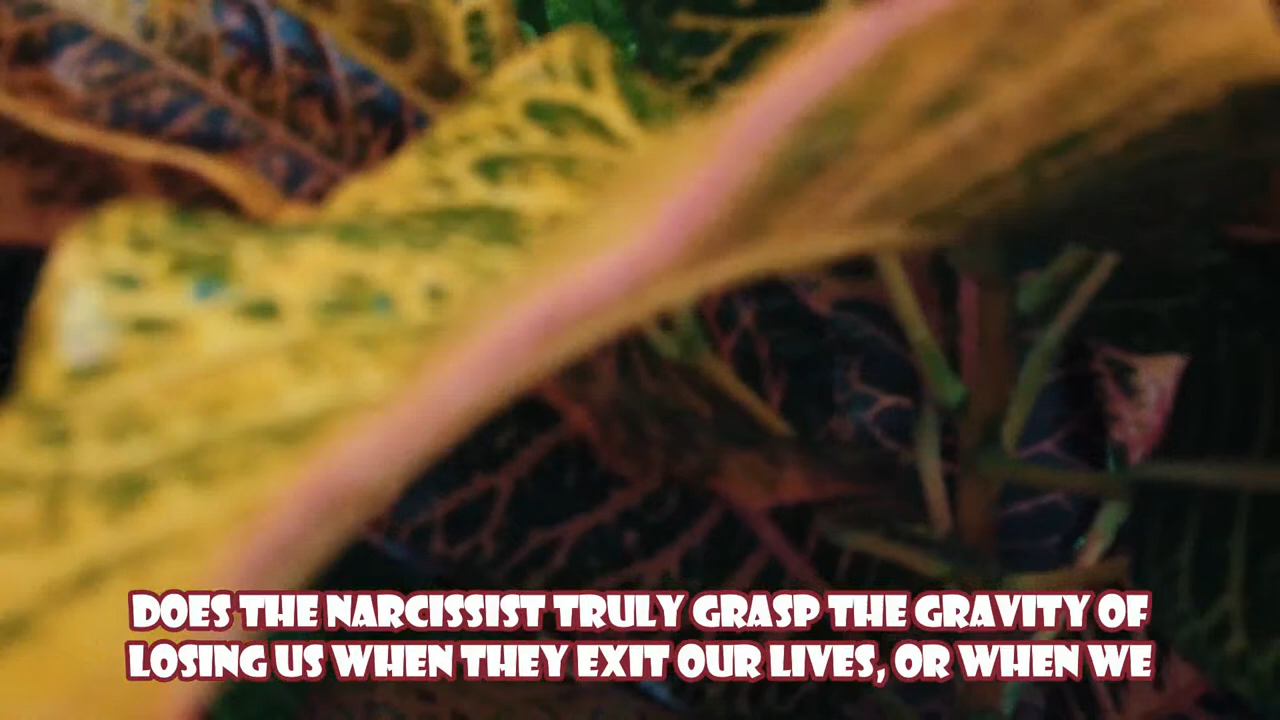 DOES THE NARCISSIST TRULY GRASP THE GRAVITY OF
LOSING US WHEN THEY EXIT OUR LIVES, OR WHEN WE